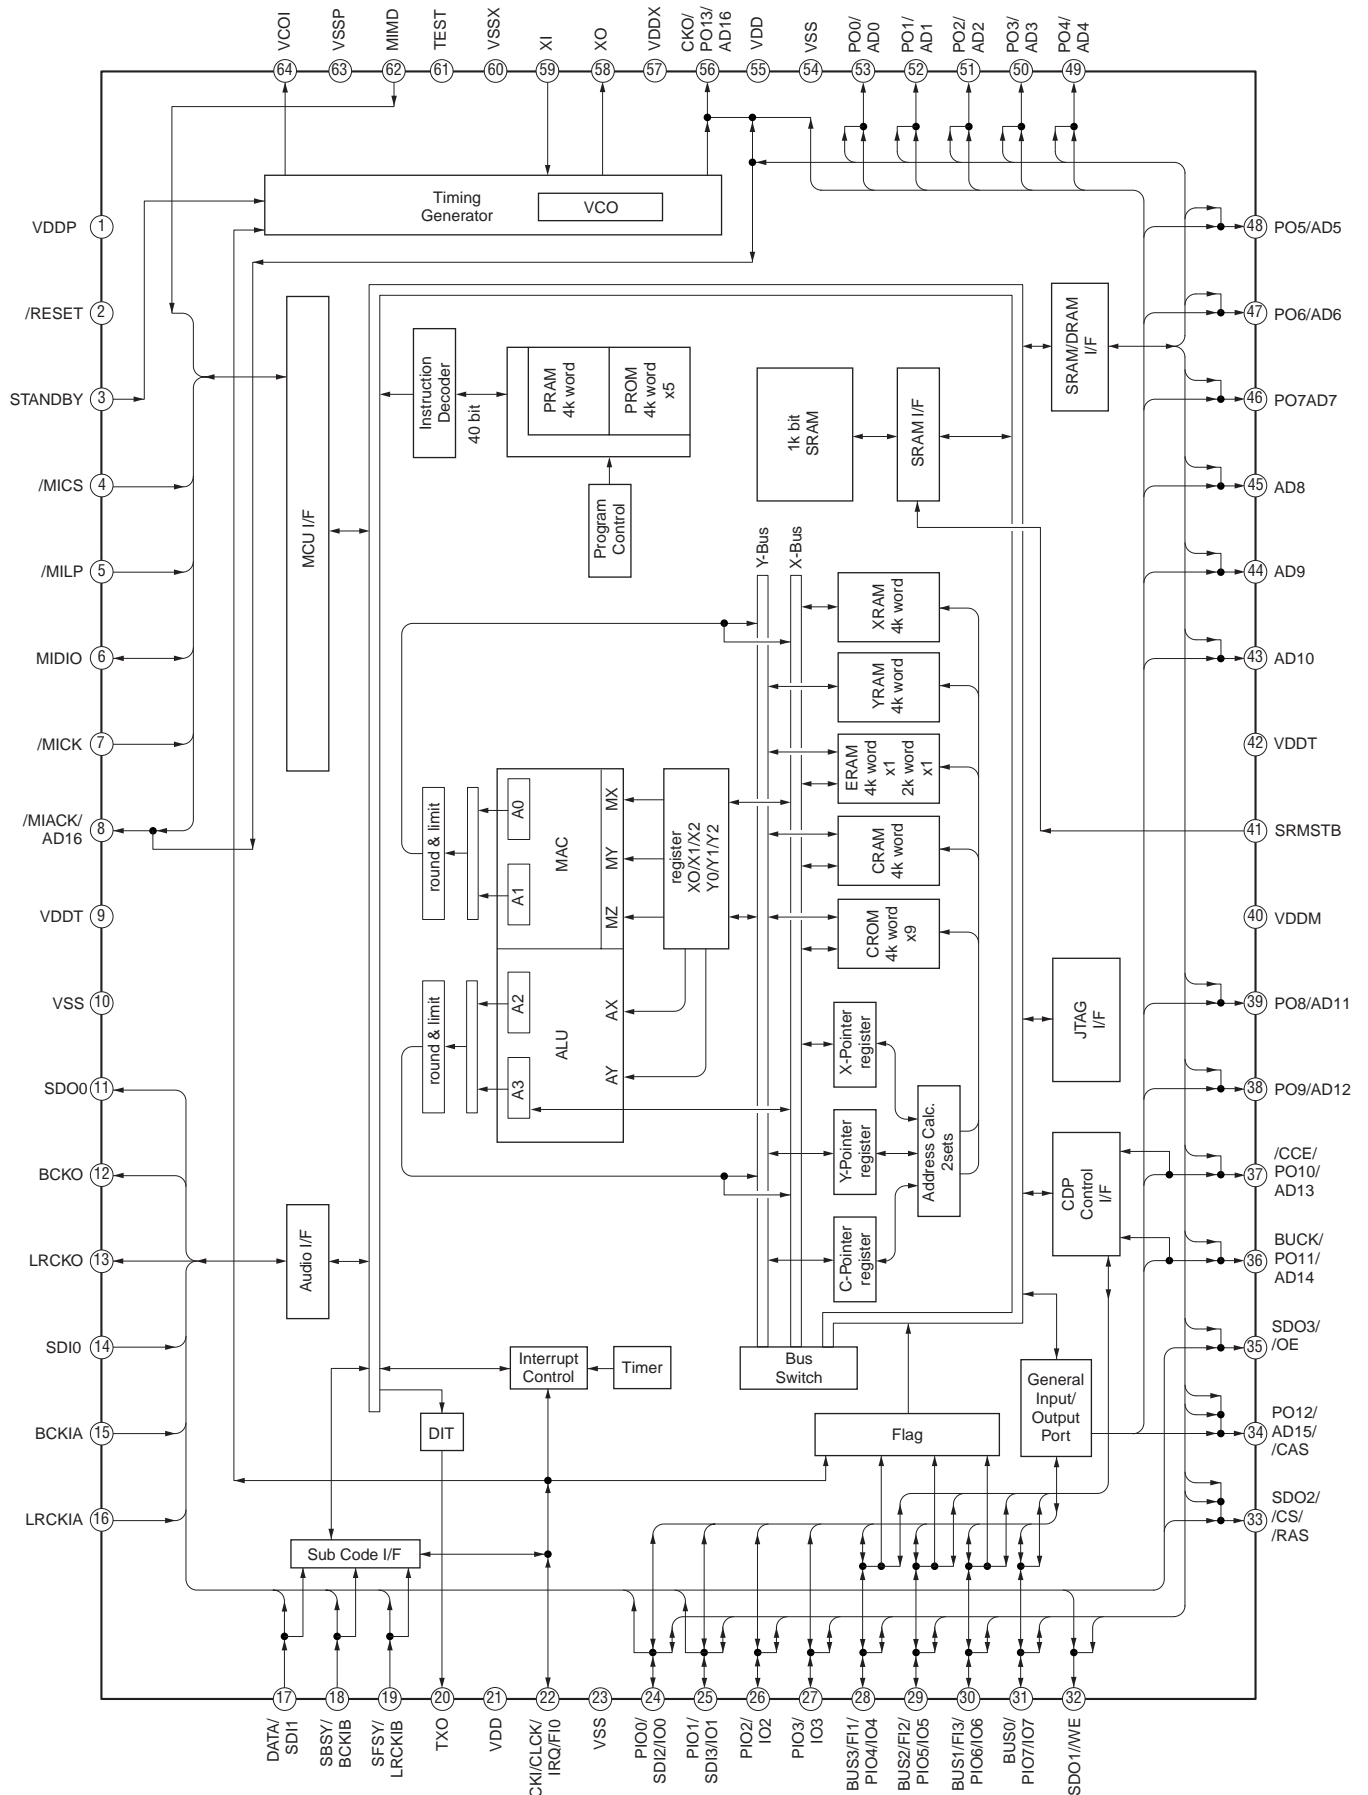 VCOI
VSSP
MIMD
TEST
VSSX
XI
XO
VDDX
CKO/
PO13/
AD16
VDD
VSS
PO0/
AD0
PO1/
AD1
PO2/
AD2
PO3/
AD3
PO4/
AD4
64
63
62
61
60
59
58
57
56
55
54
53
52
51
50
49
Timing
Generator
VCO
VDDP
1
/RESET
2
STANDBY
3
/MICS
4
/MILP
5
MIDIO
6
/MICK
7
/MIACK/
AD16
8
VDDT
9
VSS
10
SDO0
11
BCKO
12
LRCKO
13
SDI0
14
BCKIA
15
LRCKIA
16
MCU I/F
Instruction
Decoder
40 bit
PRAM
4k word
PROM
4k word
x5
Program
Control
1k bit
SRAM
SRAM I/F
SRAM/DRAM
I/F
Y-Bus
X-Bus
XRAM
4k word
YRAM
4k word
ERAM
4k word
x1
2k word
x1
CRAM
4k word
CROM
4k word
x9
round & limit
A0
A1
MAC
MX
MY
MZ
register
XO/X1/X2
Y0/Y1/Y2
round & limit
A2
A3
ALU
AX
AY
X-Pointer
register
Y-Pointer
register
C-Pointer
register
Address Calc.
2sets
JTAG
I/F
CDP
Control
I/F
Audio I/F
Interrupt
Control
Timer
Bus
Switch
DIT
Flag
General
Input/
Output
Port
Sub Code I/F
48
PO5/AD5
47
PO6/AD6
46
PO7AD7
45
AD8
44
AD9
43
AD10
42
VDDT
41
SRMSTB
40
VDDM
39
PO8/AD11
38
PO9/AD12
37
/CCE/
PO10/
AD13
36
BUCK/
PO11/
AD14
35
SDO3/
/OE
34
PO12/
AD15/
/CAS
33
SDO2/
/CS/
/RAS
17
18
19
20
21
22
23
24
25
26
27
28
29
30
31
32
DATA/
SDI1
SBSY/
BCKIB
SFSY/
LRCKIB
TXO
VDD
CKI/CLCK/
IRQ/FI0
VSS
PIO0/
SDI2/IO0
PIO1/
SDI3/IO1
PIO2/
IO2
PIO3/
IO3
BUS3/FI1/
PIO4/IO4
BUS2/FI2/
PIO5/IO5
BUS1/FI3/
PIO6/IO6
BUS0/
PIO7/IO7
SDO1/WE